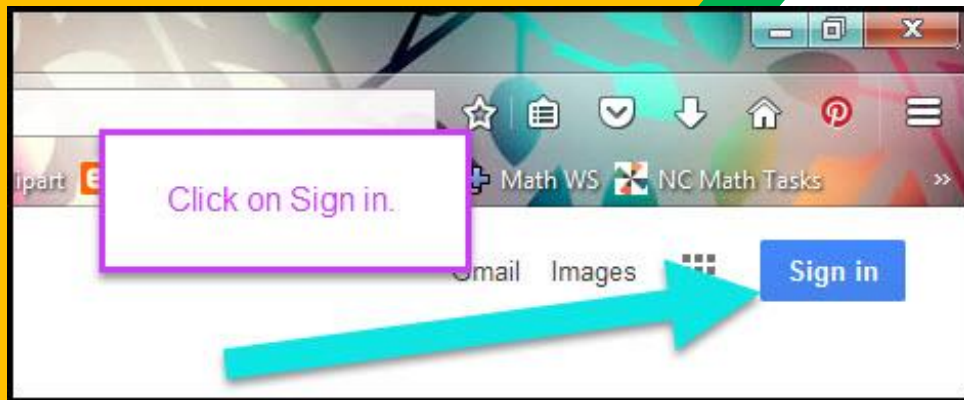 ipart
Math WS NC Math Tasks »
Click on Sign in.
Gmail Images Sign in